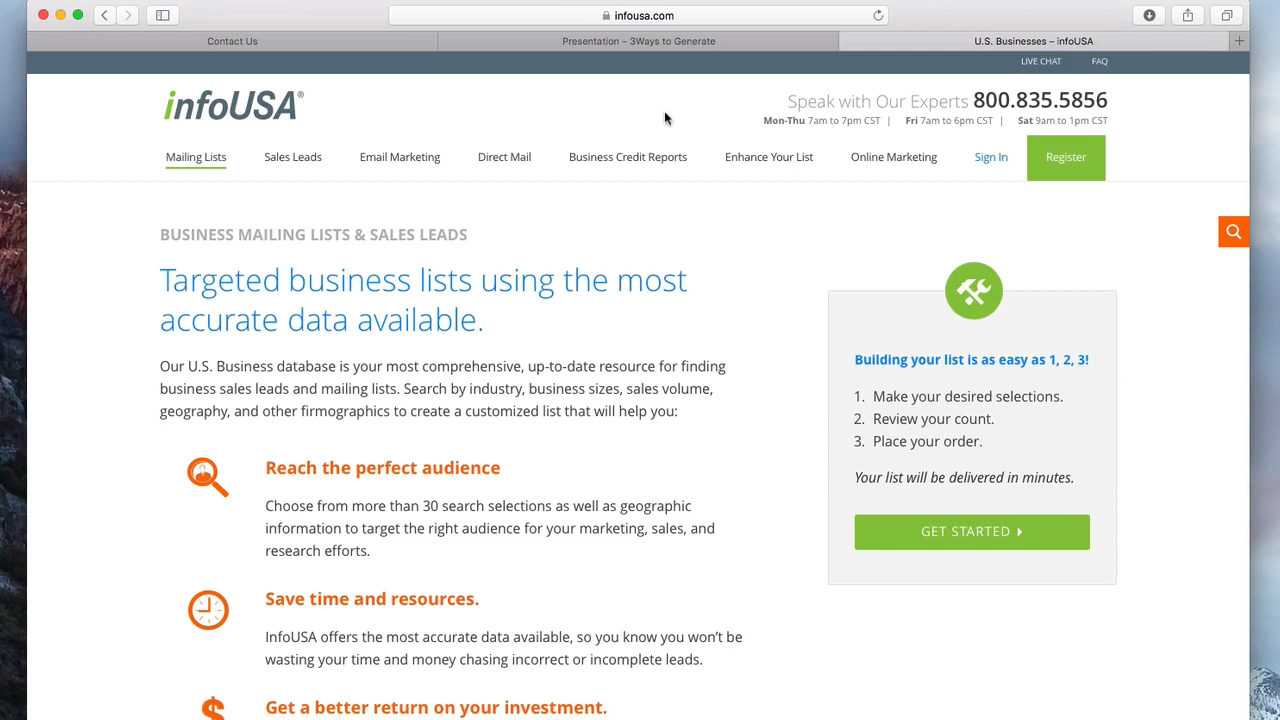 infousa.com
Contact Us
Presentation – 3Ways to Generate
U.S. Businesses – infoUSA
LIVE CHAT
FAQ
infoUSA®
Speak with Our Experts 800.835.5856
Mon-Thu 7am to 7pm CST | Fri 7am to 6pm CST | Sat 9am to 1pm CST
Mailing Lists
Sales Leads
Email Marketing
Direct Mail
Business Credit Reports
Enhance Your List
Online Marketing
Sign In
Register
BUSINESS MAILING LISTS & SALES LEADS
Targeted business lists using the most
accurate data available.
Our U.S. Business database is your most comprehensive, up-to-date resource for finding
business sales leads and mailing lists. Search by industry, business sizes, sales volume,
geography, and other firmographics to create a customized list that will help you:
Reach the perfect audience
Choose from more than 30 search selections as well as geographic
information to target the right audience for your marketing, sales, and
research efforts.
Save time and resources.
InfoUSA offers the most accurate data available, so you know you won't be
wasting your time and money chasing incorrect or incomplete leads.
Get a better return on your investment.
Building your list is as easy as 1, 2, 3!
1. Make your desired selections.
2. Review your count.
3. Place your order.
Your list will be delivered in minutes.
GET STARTED